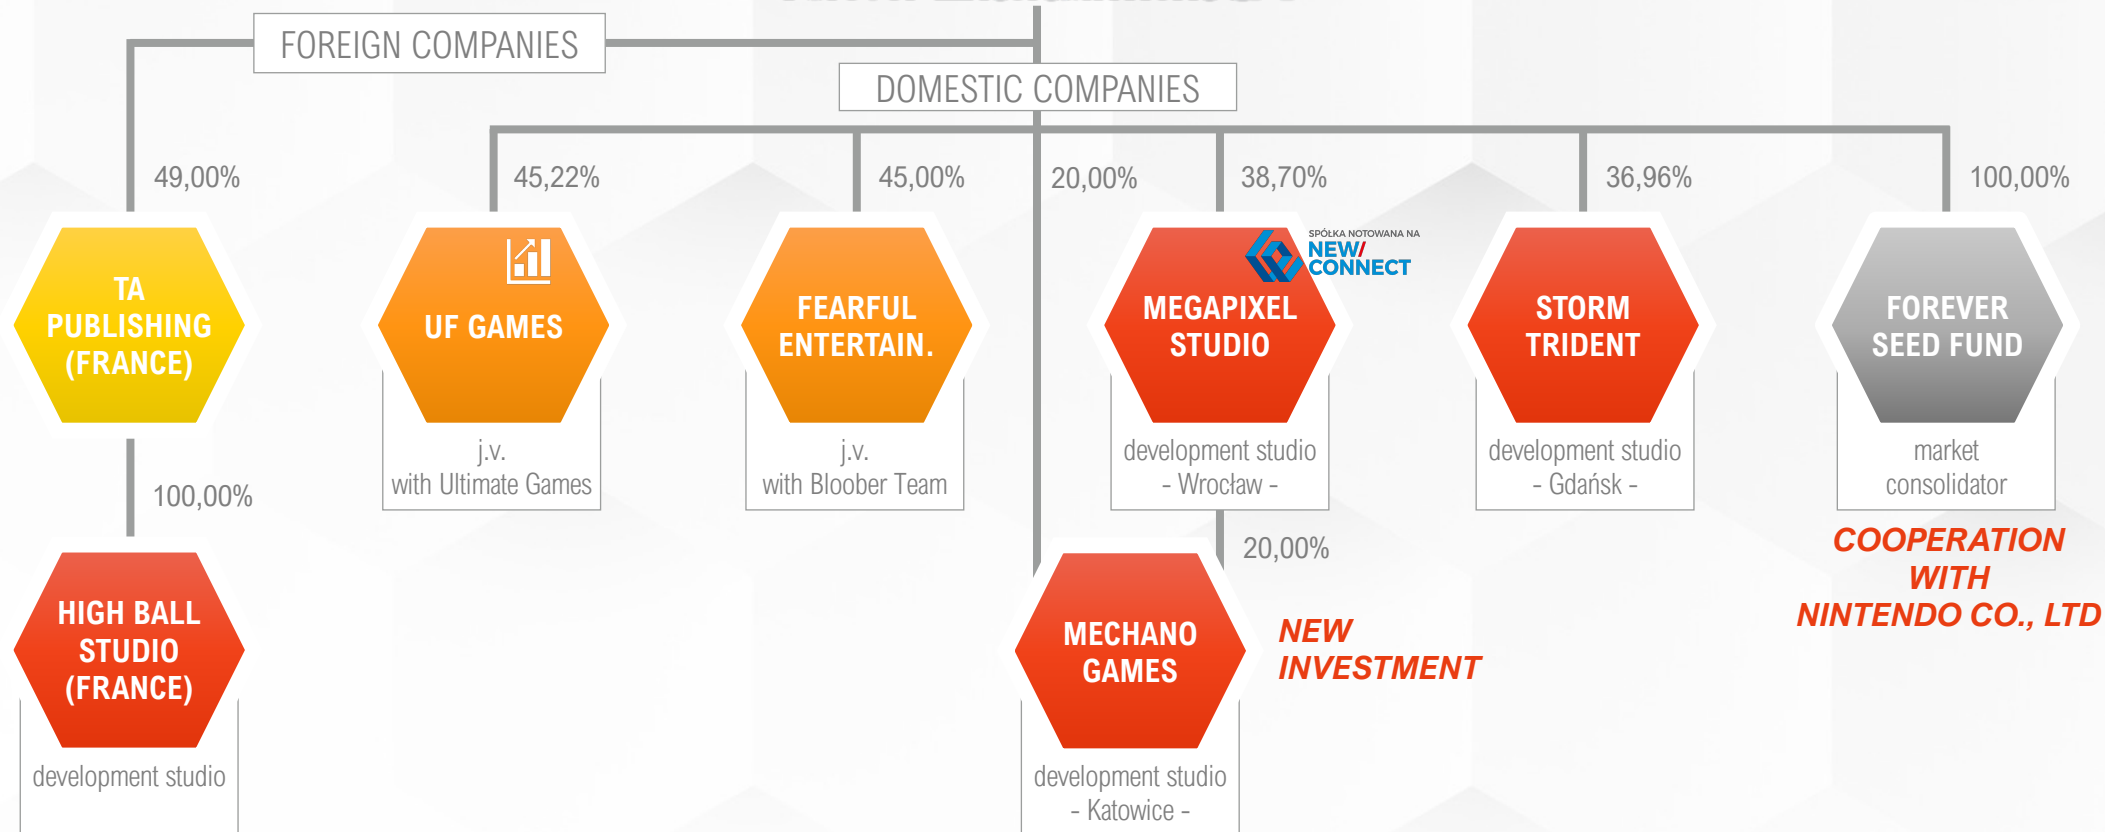 FOREIGN COMPANIES
DOMESTIC COMPANIES
49,00%
45,22%
45,00%
20,00%
38,70%
36,96%
100,00%
TA
PUBLISHING
(FRANCE)
UF GAMES
j.v.
with Ultimate Games
FEARFUL
ENTERTAIN.
j.v.
with Bloober Team
SPÓŁKA NOTOWANA NA
NEW/
CONNECT
MEGAPIXEL
STUDIO
development studio
- Wrocław -
STORM
TRIDENT
development studio
- Gdańsk -
FOREVER
SEED FUND
market
consolidator
COOPERATION
WITH
NINTENDO CO., LTD
100,00%
20,00%
HIGH BALL
STUDIO
(FRANCE)
development studio
MECHANO
GAMES
development studio
- Katowice -
NEW
INVESTMENT